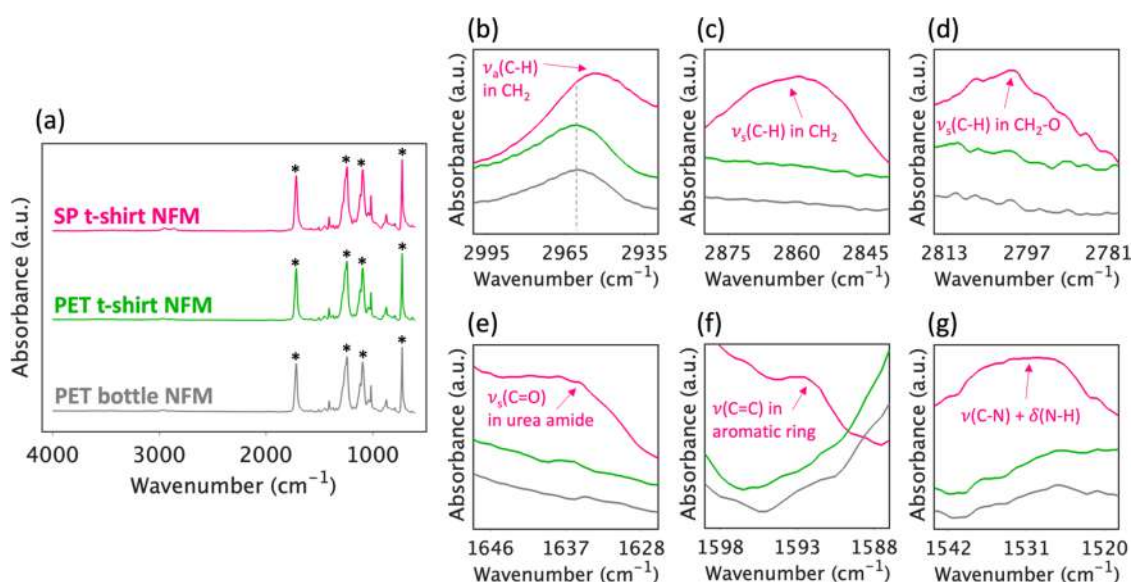 (a)
Absorbance (a.u.)
* * * *
SP t-shirt NFM
* * * *
PET t-shirt NFM
* * * *
PET bottle NFM
4000 3000 2000 1000
Wavenumber (cm⁻¹)
(b)
Absorbance (a.u.)
νₐ(C-H)
in CH₂
2995 2965 2935
Wavenumber (cm⁻¹)
(c)
Absorbance (a.u.)
νₛ(C-H) in CH₂
2875 2860 2845
Wavenumber (cm⁻¹)
(d)
Absorbance (a.u.)
νₛ(C-H) in CH₂-O
2813 2797 2781
Wavenumber (cm⁻¹)
(e)
Absorbance (a.u.)
νₛ(C=O)
in urea amide
1646 1637 1628
Wavenumber (cm⁻¹)
(f)
Absorbance (a.u.)
ν(C=C) in
aromatic ring
1598 1593 1588
Wavenumber (cm⁻¹)
(g)
Absorbance (a.u.)
ν(C-N) + δ(N-H)
1542 1531 1520
Wavenumber (cm⁻¹)